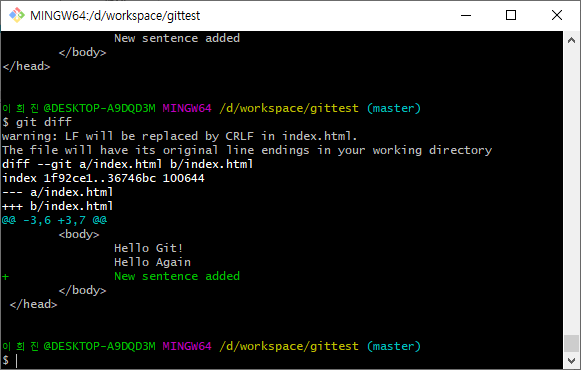 MINGW64:/d/workspace/gittest
New sentence added
</body>
</head>
이희진@DESKTOP-A9DQD3M MINGW64 /d/workspace/gittest (master)
$ git diff
warning: LF will be replaced by CRLF in index.html.
The file will have its original line endings in your working directory
diff --git a/index.html b/index.html
index 1f92ce1..36746bc 100644
--- a/index.html
+++ b/index.html
@@ -3,6 +3,7 @@
<body>
Hello Git!
Hello Again
+ New sentence added
</body>
</head>
이희진@DESKTOP-A9DQD3M MINGW64 /d/workspace/gittest (master)
$